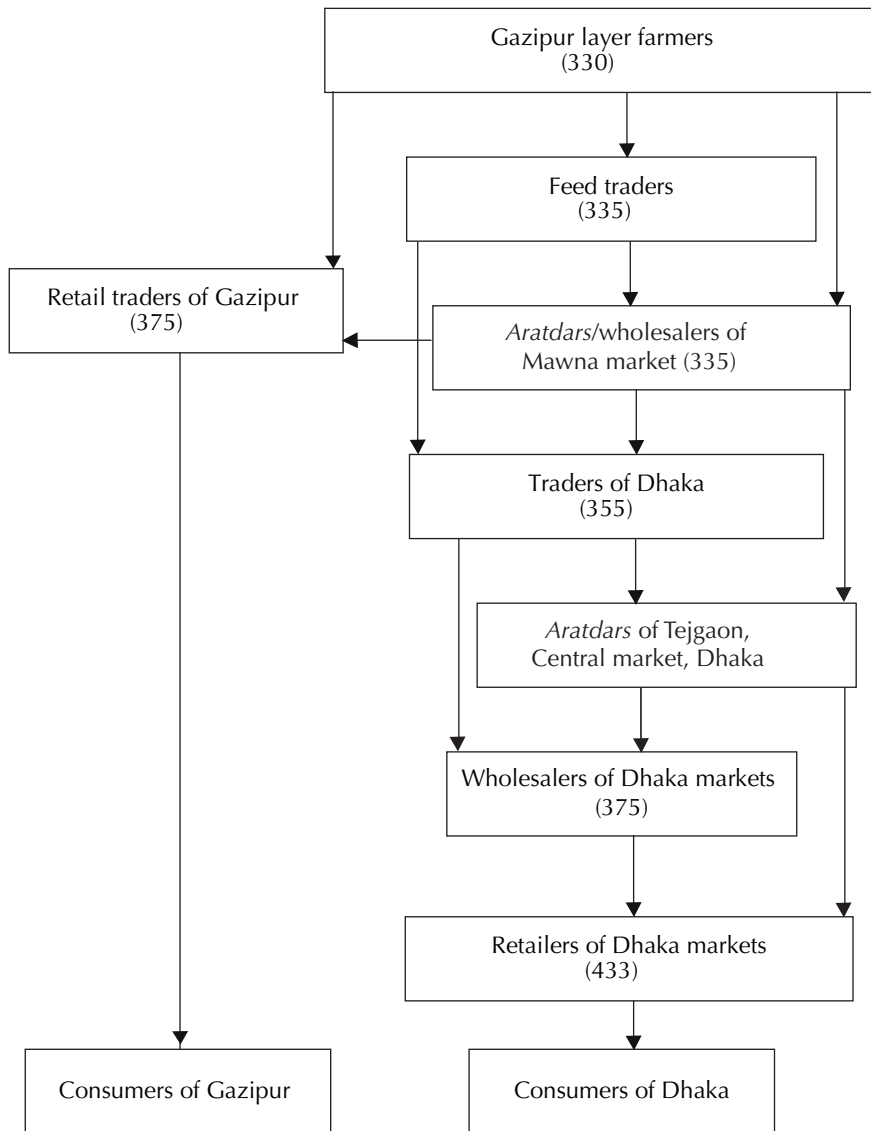 Gazipur layer farmers
(330)
Feed traders
(335)
Retail traders of Gazipur
(375)
Aratdars/wholesalers of
Mawna market (335)
Traders of Dhaka
(355)
Aratdars of Tejgaon,
Central market, Dhaka
Wholesalers of Dhaka markets
(375)
Retailers of Dhaka markets
(433)
Consumers of Gazipur
Consumers of Dhaka